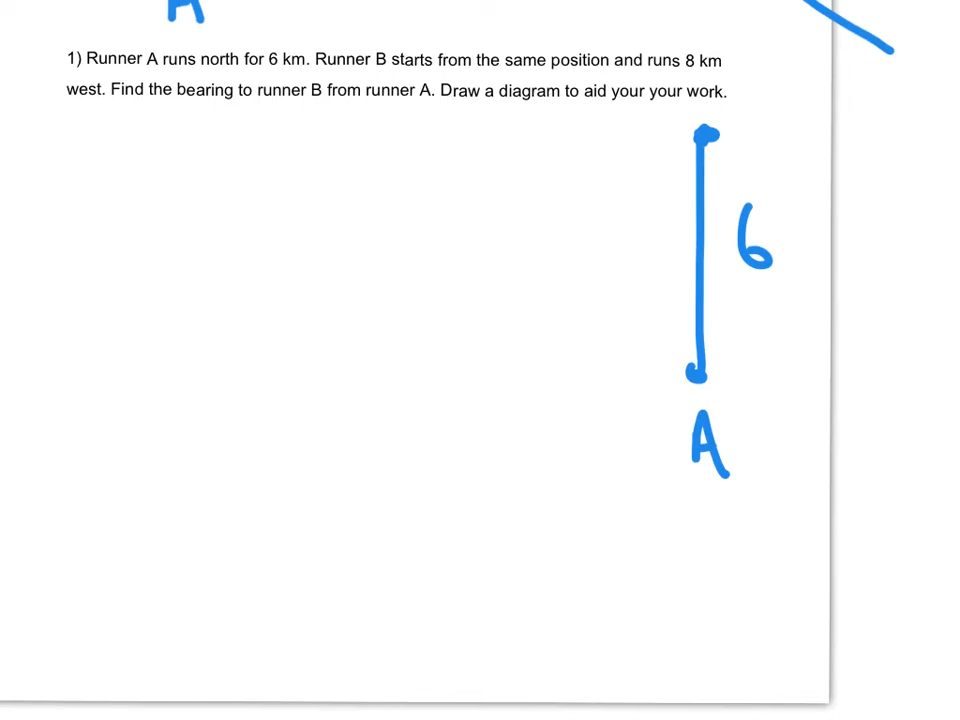 A
1) Runner A runs north for 6 km. Runner B starts from the same position and runs 8 km
west. Find the bearing to runner B from runner A. Draw a diagram to aid your your work.
6
A